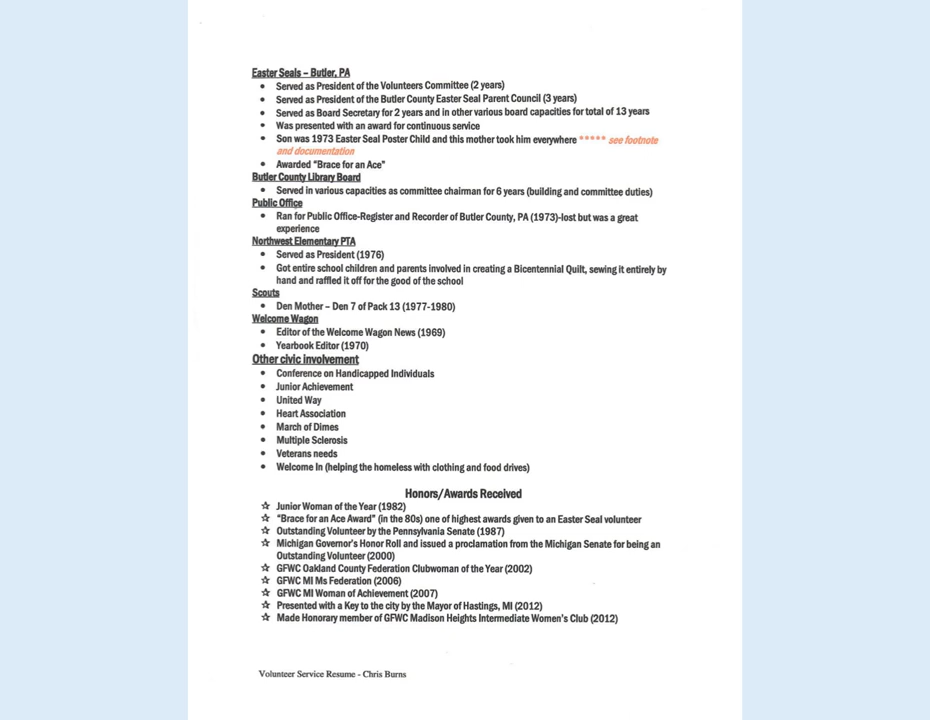 Easter Seals – Butler, PA
• Served as President of the Volunteers Committee (2 years)
• Served as President of the Butler County Easter Seal Parent Council (3 years)
• Served as Board Secretary for 2 years and in other various board capacities for total of 13 years
• Was presented with an award for continuous service
• Son was 1973 Easter Seal Poster Child and this mother took him everywhere ***** see footnote
and documentation
• Awarded "Brace for an Ace"
Butler County Library Board
• Served in various capacities as committee chairman for 6 years (building and committee duties)
Public Office
• Ran for Public Office-Register and Recorder of Butler County, PA (1973)-lost but was a great
experience
Northwest Elementary PTA
• Served as President (1976)
• Got entire school children and parents involved in creating a Bicentennial Quilt, sewing it entirely by
hand and raffled it off for the good of the school
Scouts
• Den Mother – Den 7 of Pack 13 (1977-1980)
Welcome Wagon
• Editor of the Welcome Wagon News (1969)
• Yearbook Editor (1970)
Other civic involvement
• Conference on Handicapped Individuals
• Junior Achievement
• United Way
• Heart Association
• March of Dimes
• Multiple Sclerosis
• Veterans needs
• Welcome In (helping the homeless with clothing and food drives)
Honors/Awards Received
☆ Junior Woman of the Year (1982)
☆ "Brace for an Ace Award" (in the 80s) one of highest awards given to an Easter Seal volunteer
☆ Outstanding Volunteer by the Pennsylvania Senate (1987)
☆ Michigan Governor's Honor Roll and issued a proclamation from the Michigan Senate for being an
Outstanding Volunteer (2000)
☆ GFWC Oakland County Federation Clubwoman of the Year (2002)
☆ GFWC MI Ms Federation (2006)
☆ GFWC MI Woman of Achievement (2007)
☆ Presented with a Key to the city by the Mayor of Hastings, MI (2012)
☆ Made Honorary member of GFWC Madison Heights Intermediate Women's Club (2012)
Volunteer Service Resume - Chris Burns